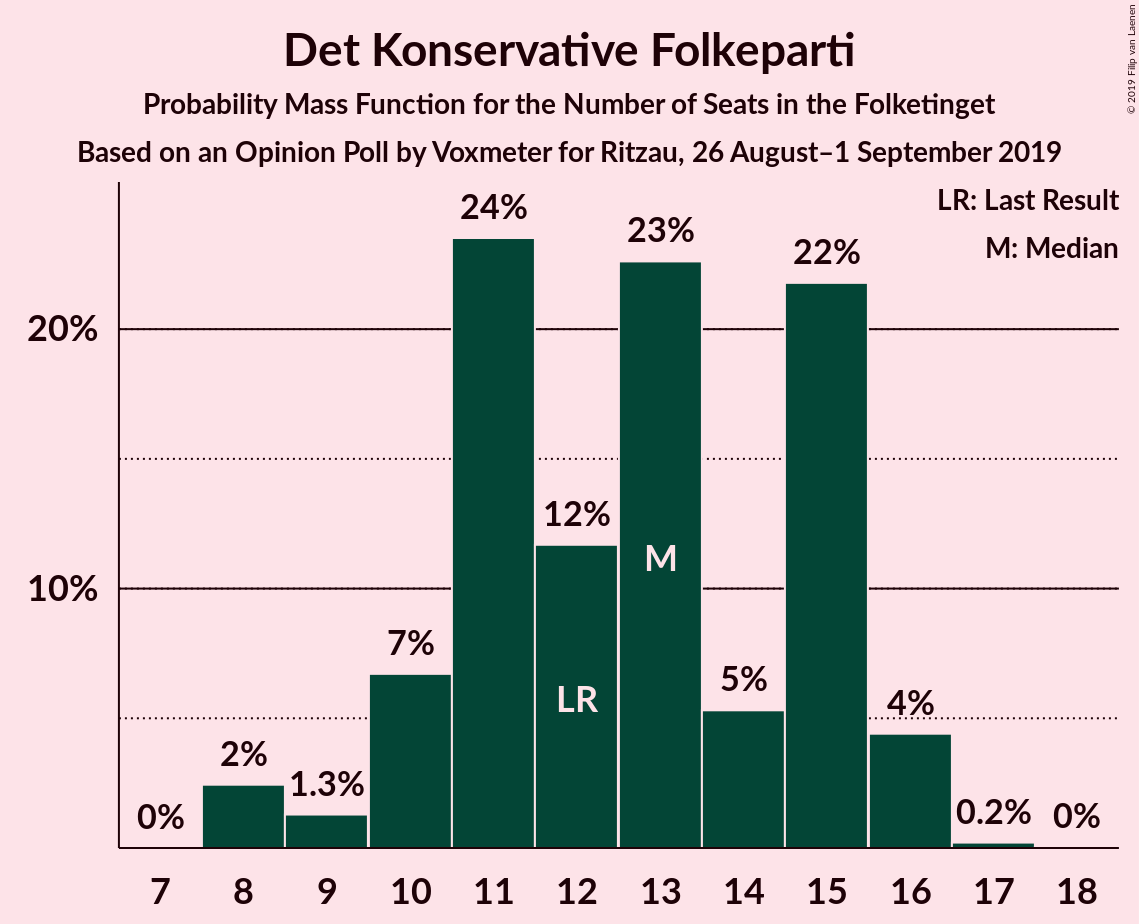 Det Konservative Folkeparti
Probability Mass Function for the Number of Seats in the Folketinget
Based on an Opinion Poll by Voxmeter for Ritzau, 26 August–1 September 2019
© 2019 Filip van Laenen
LR: Last Result
M: Median
20%
10%
0%
2%
1.3%
7%
24%
12%
23%
5%
22%
4%
0.2%
0%
M
LR
7 8 9 10 11 12 13 14 15 16 17 18